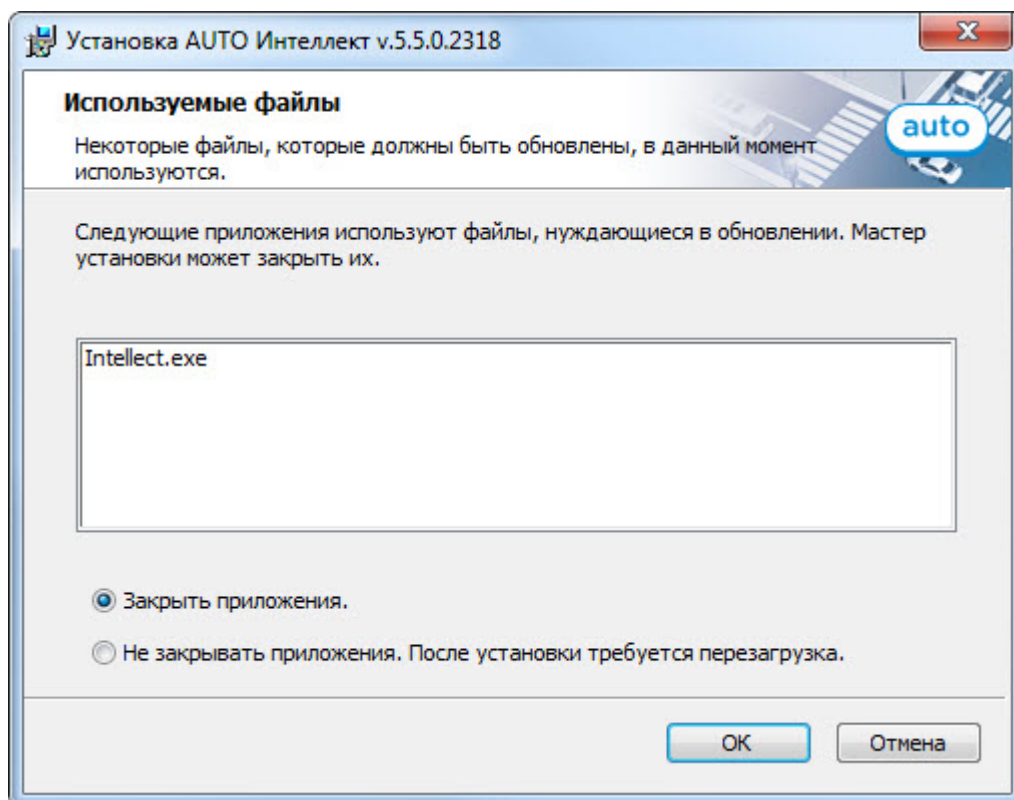 Установка AUTO Интеллект v.5.5.0.2318
Используемые файлы
Некоторые файлы, которые должны быть обновлены, в данный момент
используются.
auto
Следующие приложения используют файлы, нуждающиеся в обновлении. Мастер
установки может закрыть их.
Intellect.exe
Закрыть приложения.
Не закрывать приложения. После установки требуется перезагрузка.
ОК
Отмена